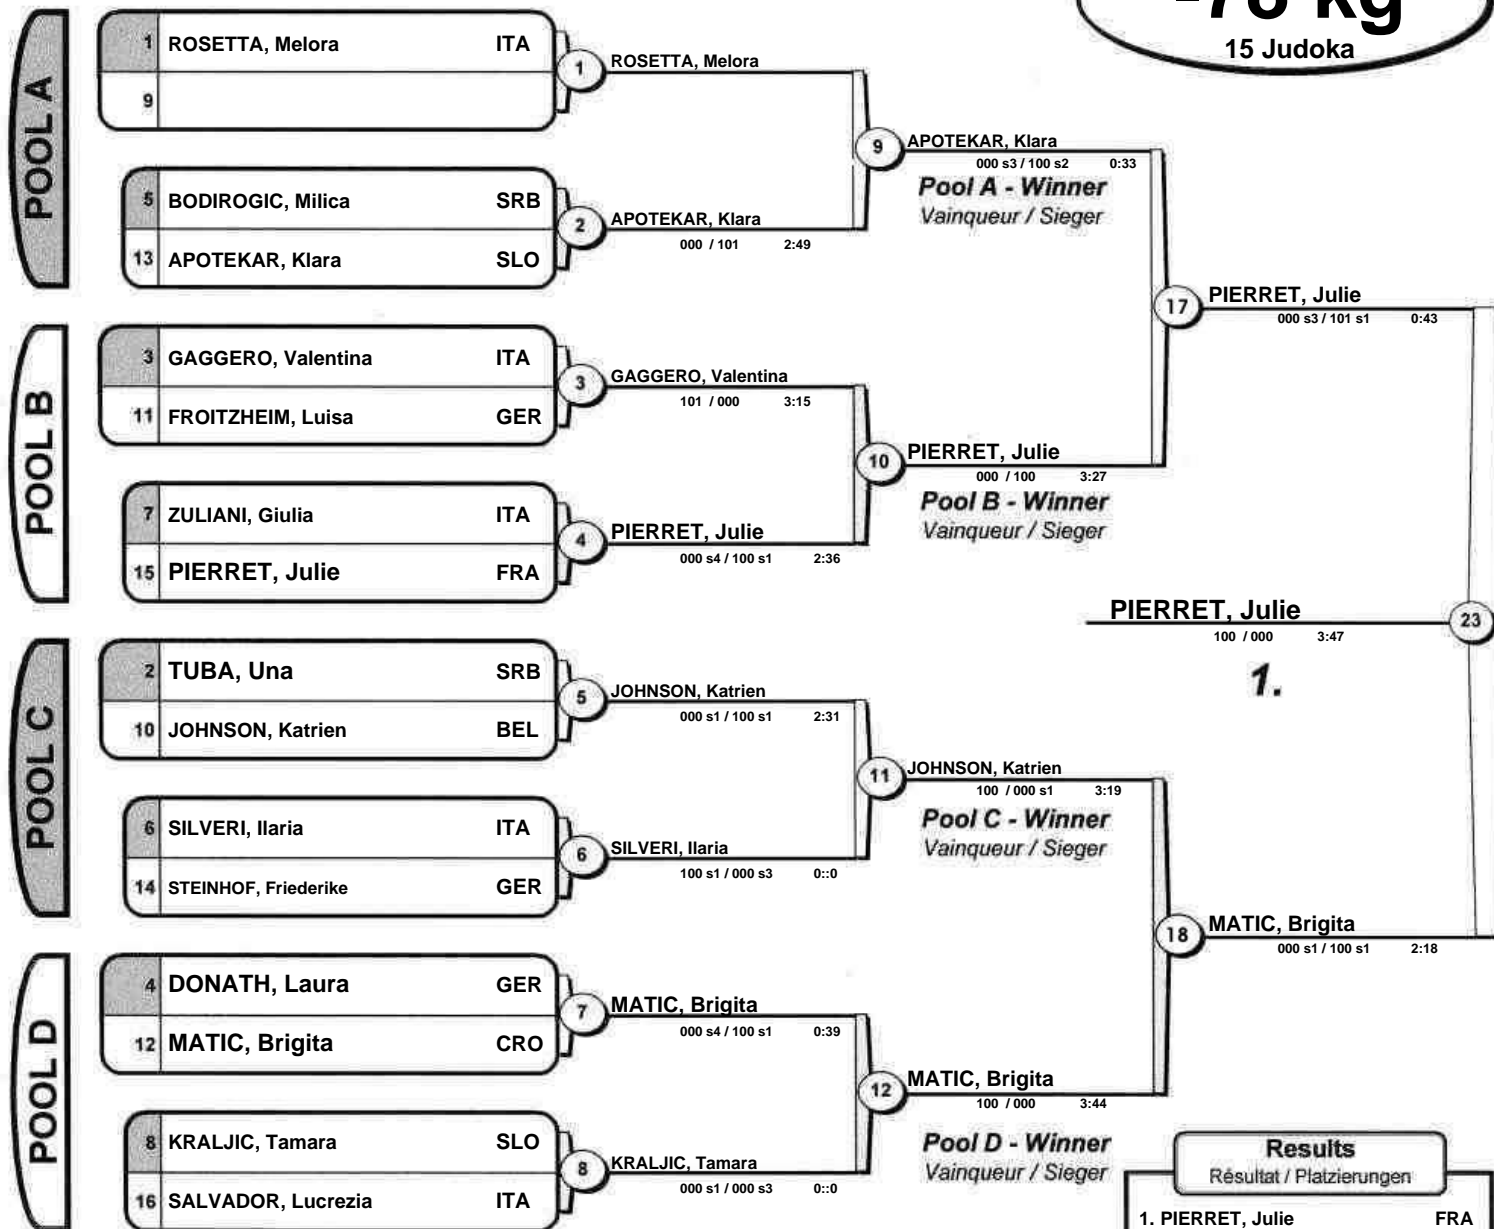 -78 kg
15 Judoka
POOL A
1 ROSETTA, Melora ITA
9
1
ROSETTA, Melora
5 BODIROGIC, Milica SRB
13 APOTEKAR, Klara SLO
2
APOTEKAR, Klara
000 / 101 2:49
9
APOTEKAR, Klara
000 s3 / 100 s2 0:33
Pool A - Winner
Vainqueur / Sieger
POOL B
3 GAGGERO, Valentina ITA
11 FROITZHEIM, Luisa GER
3
GAGGERO, Valentina
101 / 000 3:15
7 ZULIANI, Giulia ITA
15 PIERRET, Julie FRA
4
PIERRET, Julie
000 s4 / 100 s1 2:36
10
PIERRET, Julie
000 / 100 3:27
Pool B - Winner
Vainqueur / Sieger
17
PIERRET, Julie
000 s3 / 101 s1 0:43
POOL C
2 TUBA, Una SRB
10 JOHNSON, Katrien BEL
5
JOHNSON, Katrien
000 s1 / 100 s1 2:31
6 SILVERI, Ilaria ITA
14 STEINHOF, Friederike GER
6
SILVERI, Ilaria
100 s1 / 000 s3 0::0
11
JOHNSON, Katrien
100 / 000 s1 3:19
Pool C - Winner
Vainqueur / Sieger
POOL D
4 DONATH, Laura GER
12 MATIC, Brigita CRO
7
MATIC, Brigita
000 s4 / 100 s1 0:39
8 KRALJIC, Tamara SLO
16 SALVADOR, Lucrezia ITA
8
KRALJIC, Tamara
000 s1 / 000 s3 0::0
12
MATIC, Brigita
100 / 000 3:44
Pool D - Winner
Vainqueur / Sieger
18
MATIC, Brigita
000 s1 / 100 s1 2:18
PIERRET, Julie
100 / 000 3:47
23
1.
Results
Résultat / Platzierungen
1. PIERRET, Julie FRA